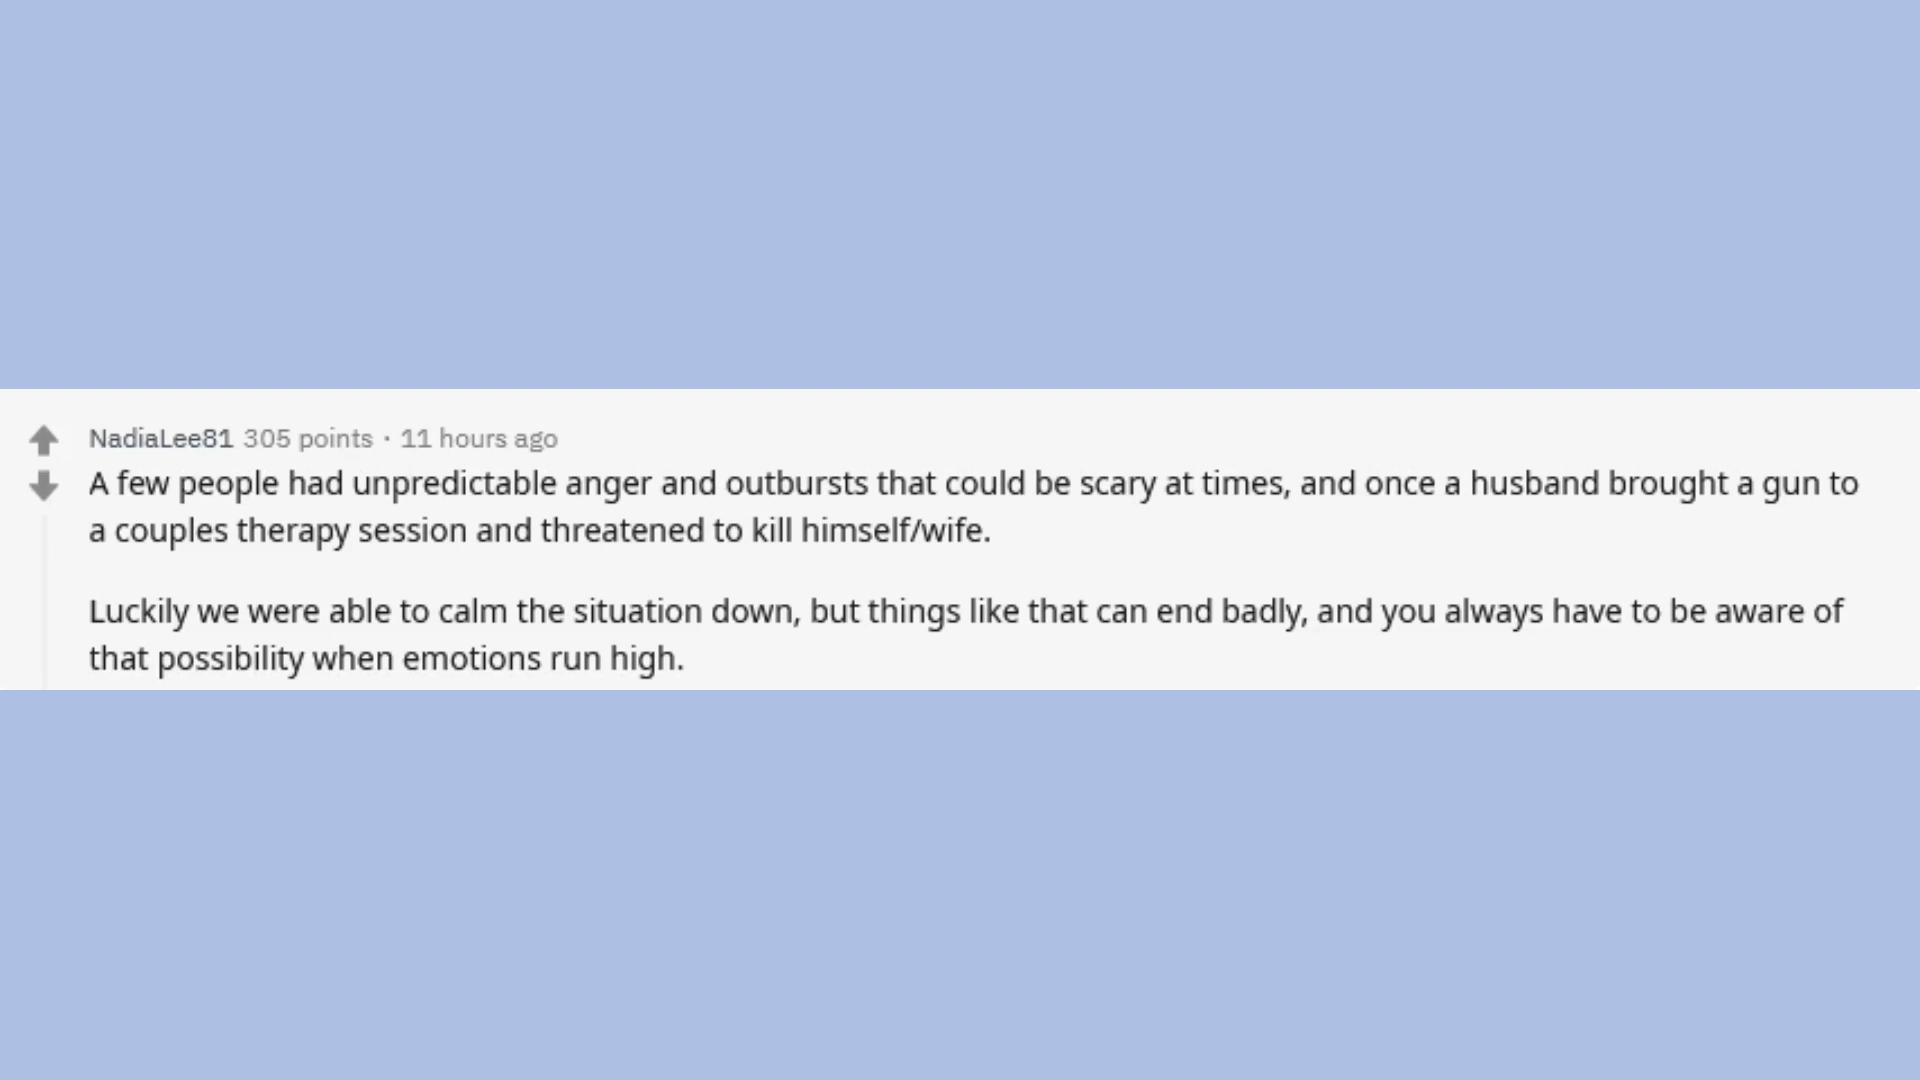 NadiaLee81 305 points · 11 hours ago
A few people had unpredictable anger and outbursts that could be scary at times, and once a husband brought a gun to
a couples therapy session and threatened to kill himself/wife.
Luckily we were able to calm the situation down, but things like that can end badly, and you always have to be aware of
that possibility when emotions run high.